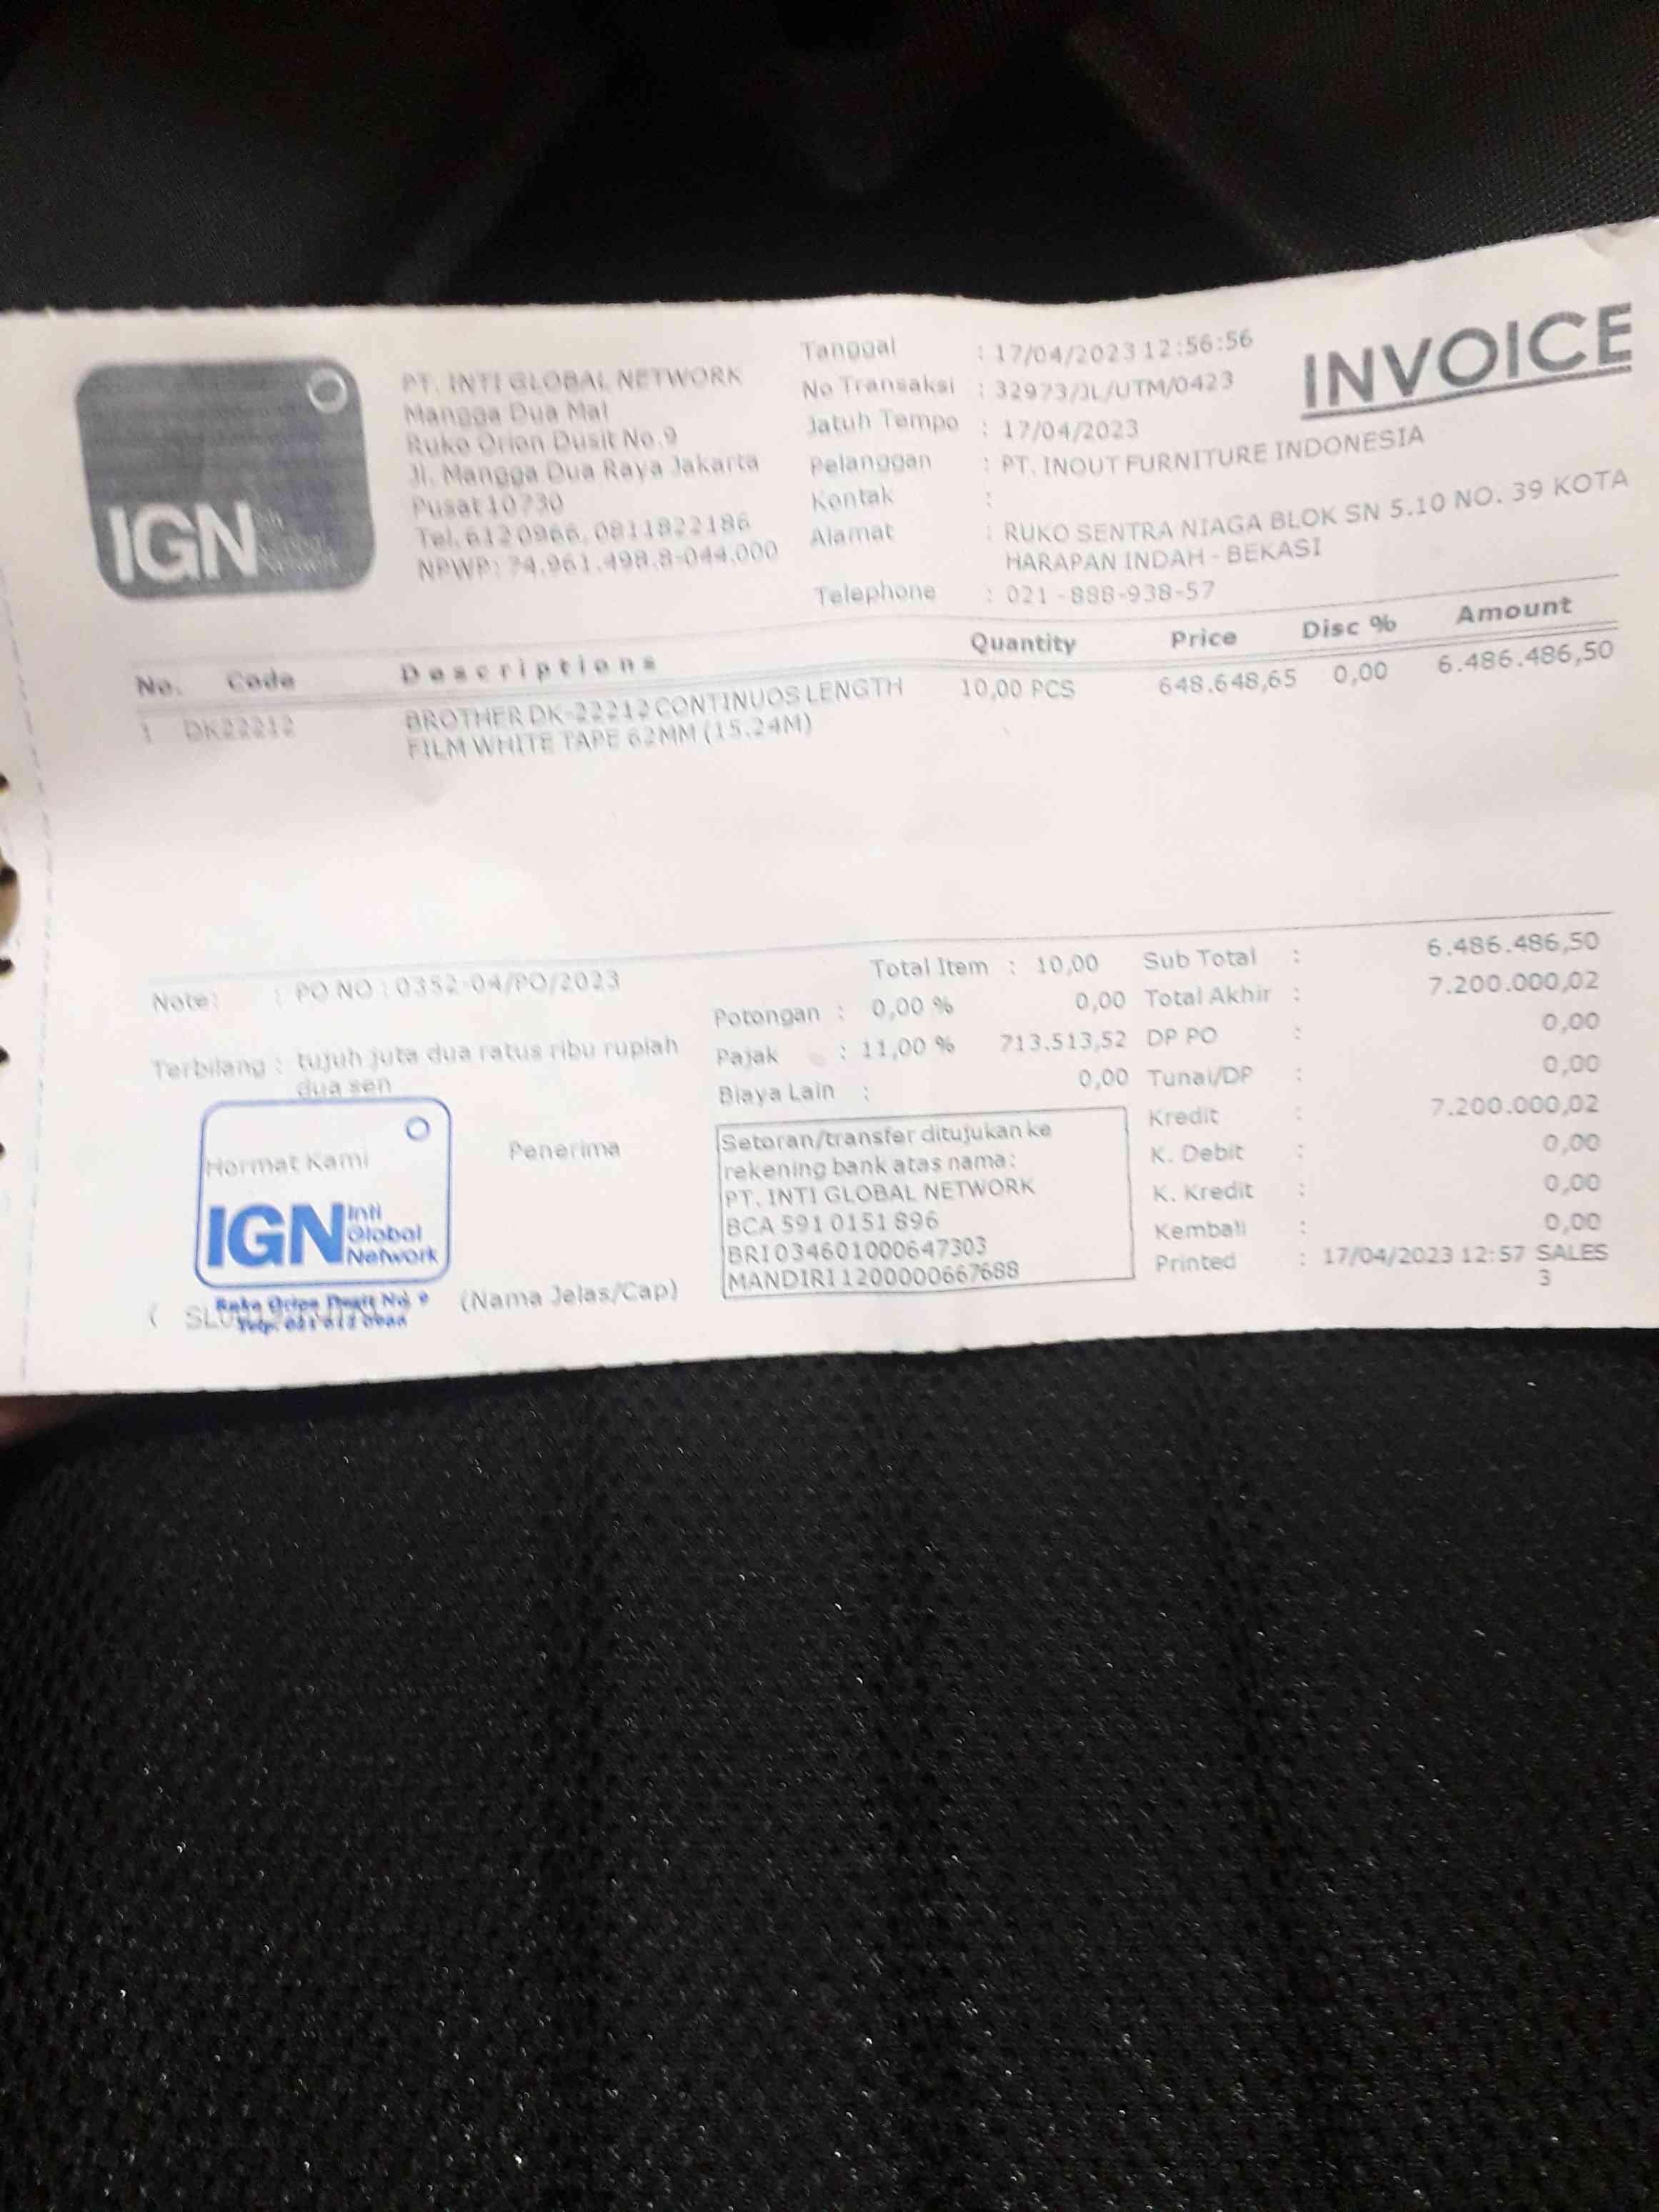 INVOICE
IGN
PT. INTI GLOBAL NETWORK
Mangga Dua Mal
Ruko Orion Dusit No.9
Jl. Mangga Dua Raya Jakarta
Pusat 10730
Tel. 6120966, 0811822186
NPWP: 74.961.498.8-044.000
Tanggal : 17/04/2023 12:56:56
No Transaksi : 32973/JL/UTM/0423
Jatuh Tempo : 17/04/2023
Pelanggan : PT. INOUT FURNITURE INDONESIA
Kontak :
Alamat : RUKO SENTRA NIAGA BLOK SN 5.10 NO. 39 KOTA
HARAPAN INDAH - BEKASI
Telephone : 021 - 888-938-57
No. Code Descriptions Quantity Price Disc % Amount
1 DK22212 BROTHER DK-22212 CONTINUOS LENGTH 10,00 PCS 648.648,65 0,00 6.486.486,50
FILM WHITE TAPE 62MM (15.24M)
Note: : PO NO : 0352-04/PO/2023
Total Item : 10,00 Sub Total : 6.486.486,50
Potongan : 0,00 % 0,00 Total Akhir : 7.200.000,02
Terbilang : tujuh juta dua ratus ribu rupiah
dua sen
Pajak : 11,00 % 713.513,52 DP PO : 0,00
Biaya Lain : 0,00 Tunai/DP : 0,00
Kredit : 7.200.000,02
K. Debit : 0,00
K. Kredit : 0,00
Kembali : 0,00
Printed : 17/04/2023 12:57 SALES
3
Hormat Kami
IGN Inti
Global
Network
Ruko Orion Dusit No 9
Telp. 021 612 0966
Penerima
(Nama Jelas/Cap)
Setoran/transfer ditujukan ke
rekening bank atas nama:
PT. INTI GLOBAL NETWORK
BCA 591 0151 896
BRI 034601000647303
MANDIRI 1200000667688